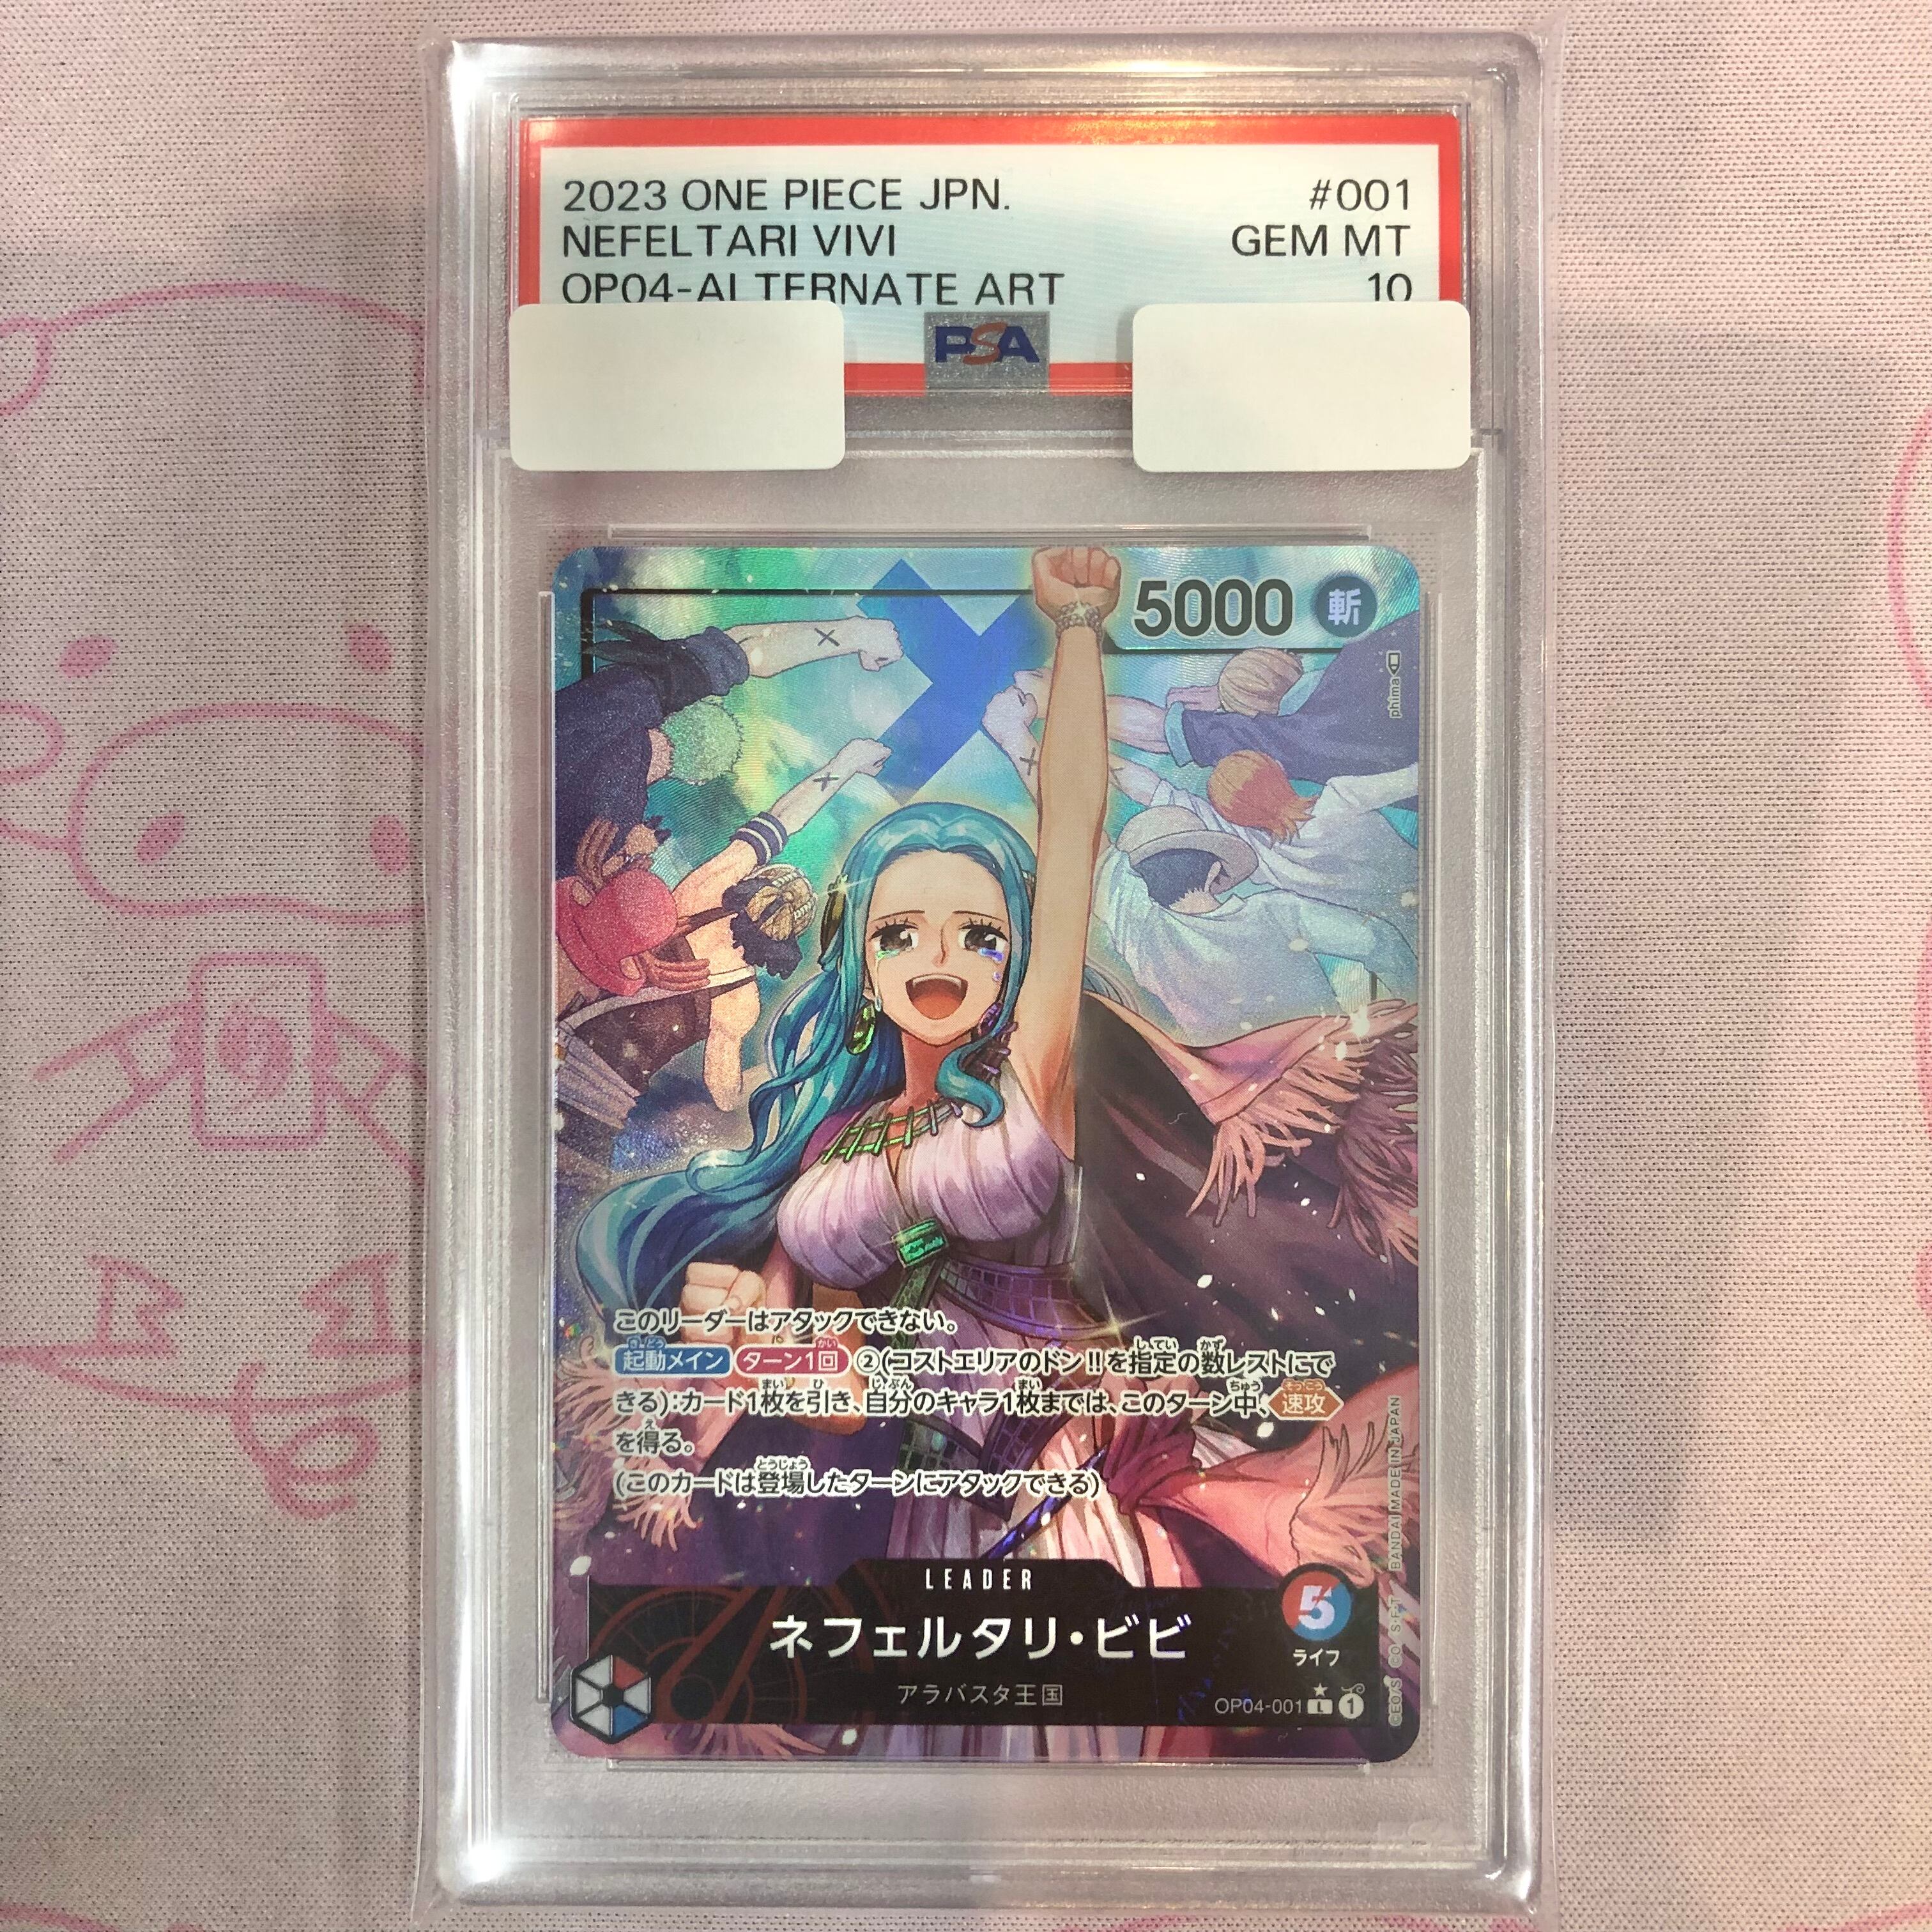 2023 ONE PIECE JPN. #001
NEFELTARI VIVI GEM MT
OP04-ALTERNATE ART 10
PSA
5000 斬
phima
このリーダーはアタックできない。
起動メイン ターン1回 ②(コストエリアのドン!!を指定の数レストにで
きる):カード1枚を引き、自分のキャラ1枚までは、このターン中、速攻
を得る。
(このカードは登場したターンにアタックできる)
LEADER
ネフェルタリ・ビビ
5
ライフ
アラバスタ王国
OP04-001 L 1
BANDAI MADE IN JAPAN